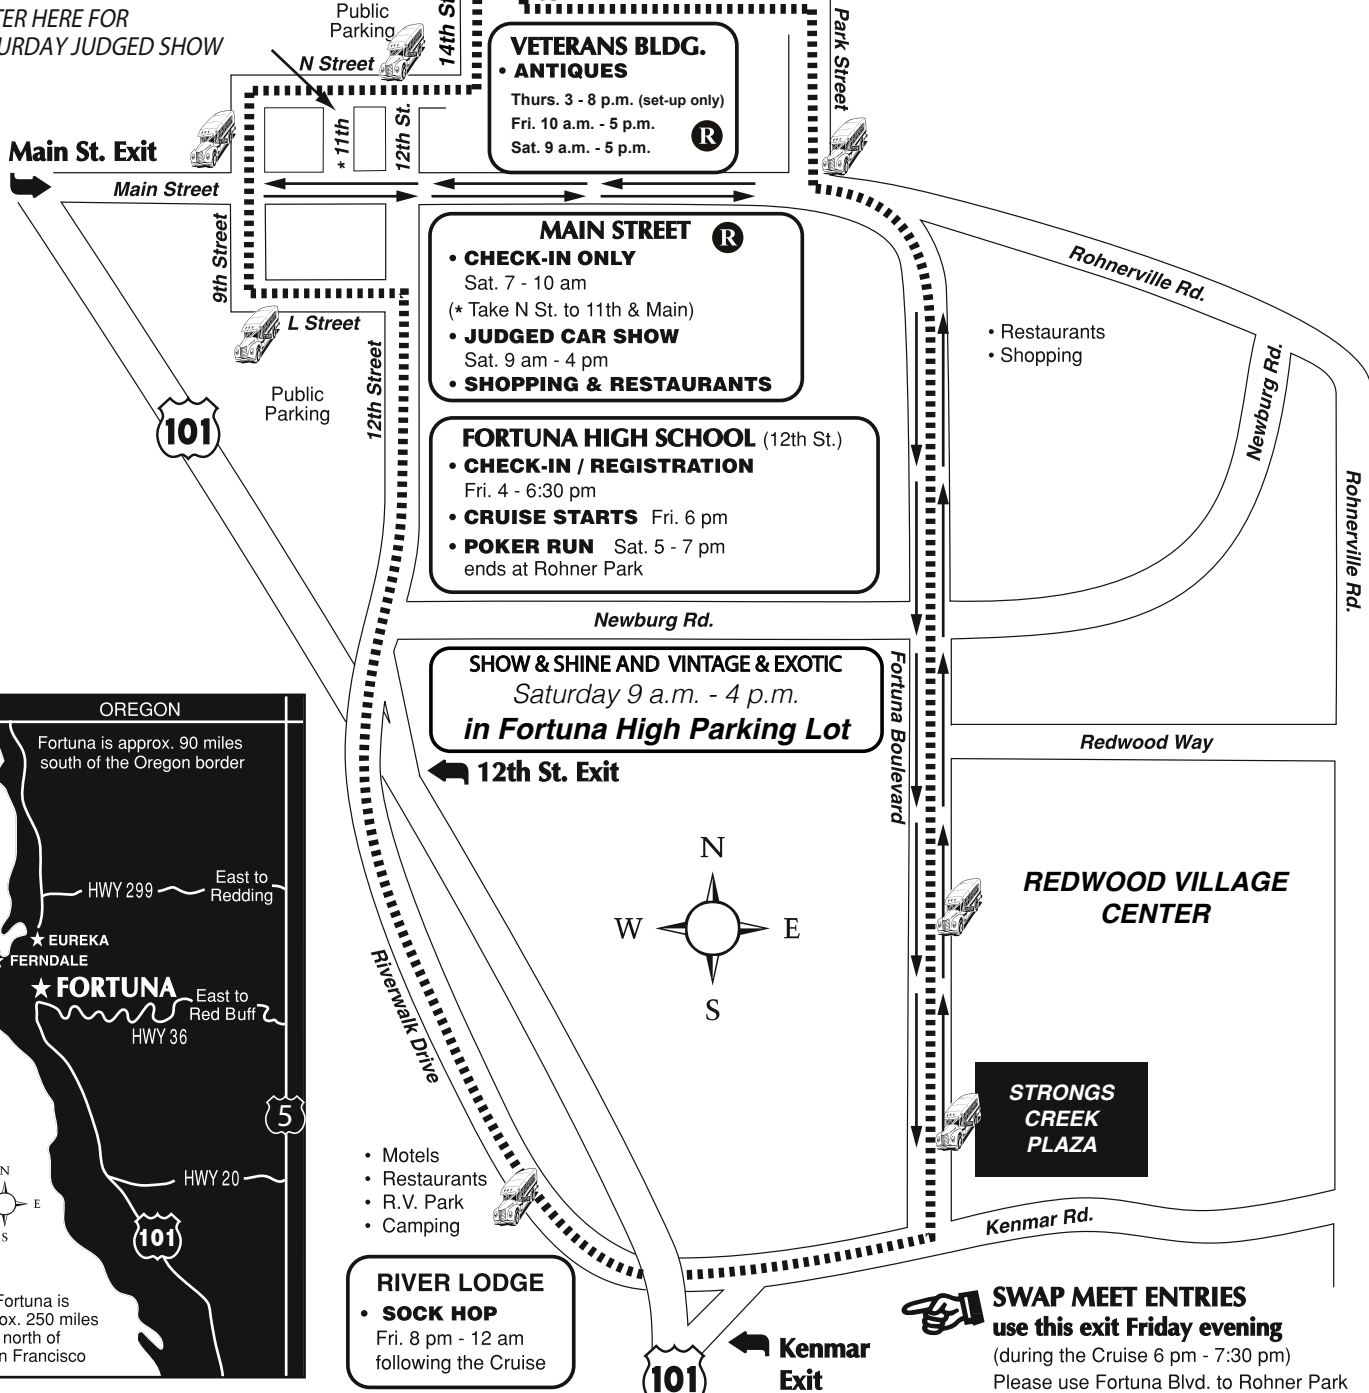 TER HERE FOR
URDAY JUDGED SHOW
Public
Parking
14th St
N Street
* 11th
12th St.
Park Street
VETERANS BLDG.
• ANTIQUES
Thurs. 3 - 8 p.m. (set-up only)
Fri. 10 a.m. - 5 p.m.
Sat. 9 a.m. - 5 p.m.
R
Main St. Exit
Main Street
9th Street
L Street
12th Street
Public
Parking
101
MAIN STREET
R
• CHECK-IN ONLY
Sat. 7 - 10 am
(* Take N St. to 11th & Main)
• JUDGED CAR SHOW
Sat. 9 am - 4 pm
• SHOPPING & RESTAURANTS
Rohnerville Rd.
• Restaurants
• Shopping
Newburg Rd.
Rohnerville Rd.
FORTUNA HIGH SCHOOL (12th St.)
• CHECK-IN / REGISTRATION
Fri. 4 - 6:30 pm
• CRUISE STARTS Fri. 6 pm
• POKER RUN Sat. 5 - 7 pm
ends at Rohner Park
Newburg Rd.
SHOW & SHINE AND VINTAGE & EXOTIC
Saturday 9 a.m. - 4 p.m.
in Fortuna High Parking Lot
Fortuna Boulevard
12th St. Exit
Redwood Way
N
W
E
S
REDWOOD VILLAGE
CENTER
STRONGS
CREEK
PLAZA
Riverwalk Drive
OREGON
Fortuna is approx. 90 miles
south of the Oregon border
HWY 299
East to
Redding
EUREKA
FERNDALE
FORTUNA
East to
Red Buff
HWY 36
5
N
E
S
HWY 20
101
Fortuna is
ox. 250 miles
north of
n Francisco
• Motels
• Restaurants
• R.V. Park
• Camping
RIVER LODGE
• SOCK HOP
Fri. 8 pm - 12 am
following the Cruise
Kenmar Rd.
101
Kenmar
Exit
SWAP MEET ENTRIES
use this exit Friday evening
(during the Cruise 6 pm - 7:30 pm)
Please use Fortuna Blvd. to Rohner Park